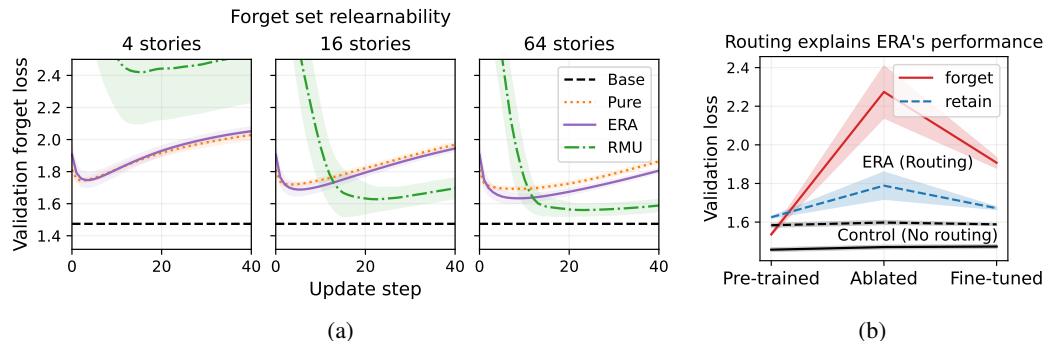 Forget set relearnability
4 stories
16 stories
64 stories
Validation forget loss
2.4
2.2
2.0
1.8
1.6
1.4
0
20
40
0
20
40
0
20
40
Update step
Base
Pure
ERA
RMU
(a)
Routing explains ERA's performance
Validation loss
2.4
2.2
2.0
1.8
1.6
forget
retain
ERA (Routing)
Control (No routing)
Pre-trained
Ablated
Fine-tuned
(b)